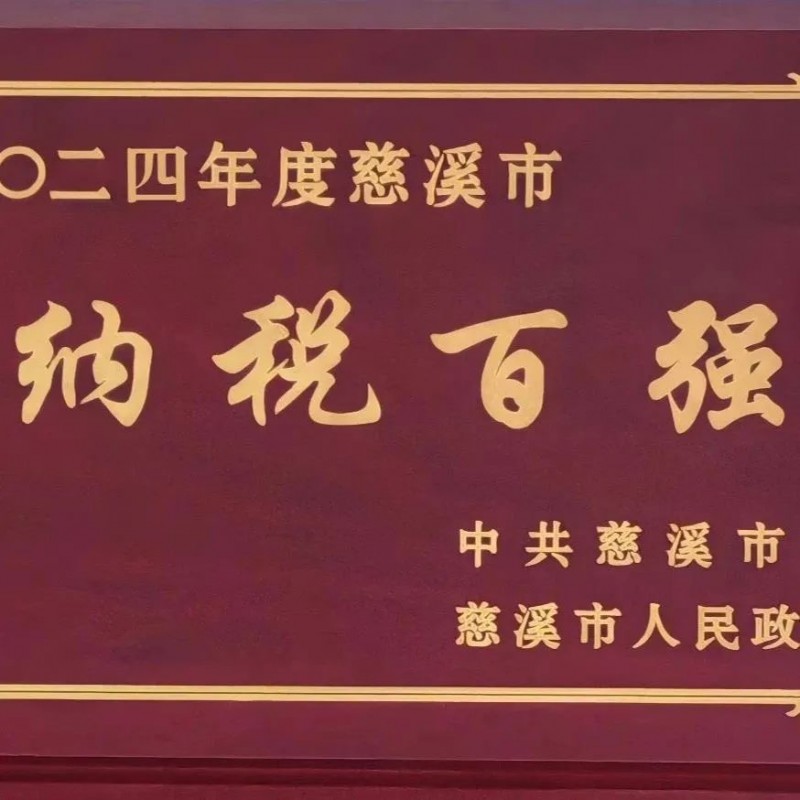 〇二四年度慈溪市
纳税百强
中共慈溪市
慈溪市人民政